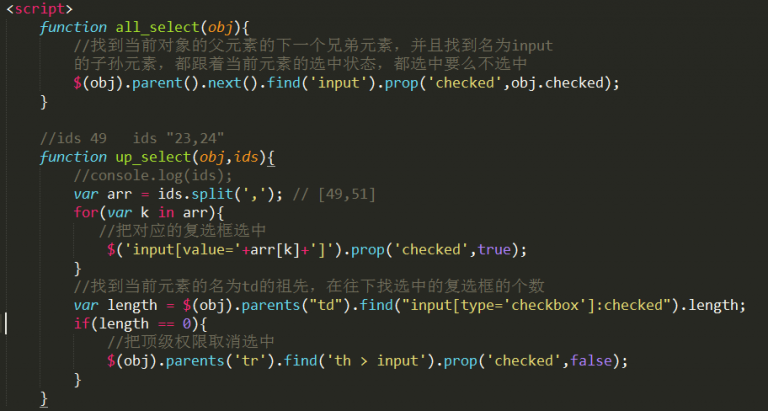 <script>
function all_select(obj){
//找到当前对象的父元素的下一个兄弟元素，并且找到名为input
的子孙元素，都跟着当前元素的选中状态，都选中要么不选中
$(obj).parent().next().find('input').prop('checked',obj.checked);
}
//ids 49   ids "23,24"
function up_select(obj,ids){
//console.log(ids);
var arr = ids.split(','); // [49,51]
for(var k in arr){
//把对应的复选框选中
$('input[value='+arr[k]+']').prop('checked',true);
}
//找到当前元素的名为td的祖先，在往下找选中的复选框的个数
var length = $(obj).parents("td").find("input[type='checkbox']:checked").length;
if(length == 0){
//把顶级权限取消选中
$(obj).parents('tr').find('th > input').prop('checked',false);
}
}